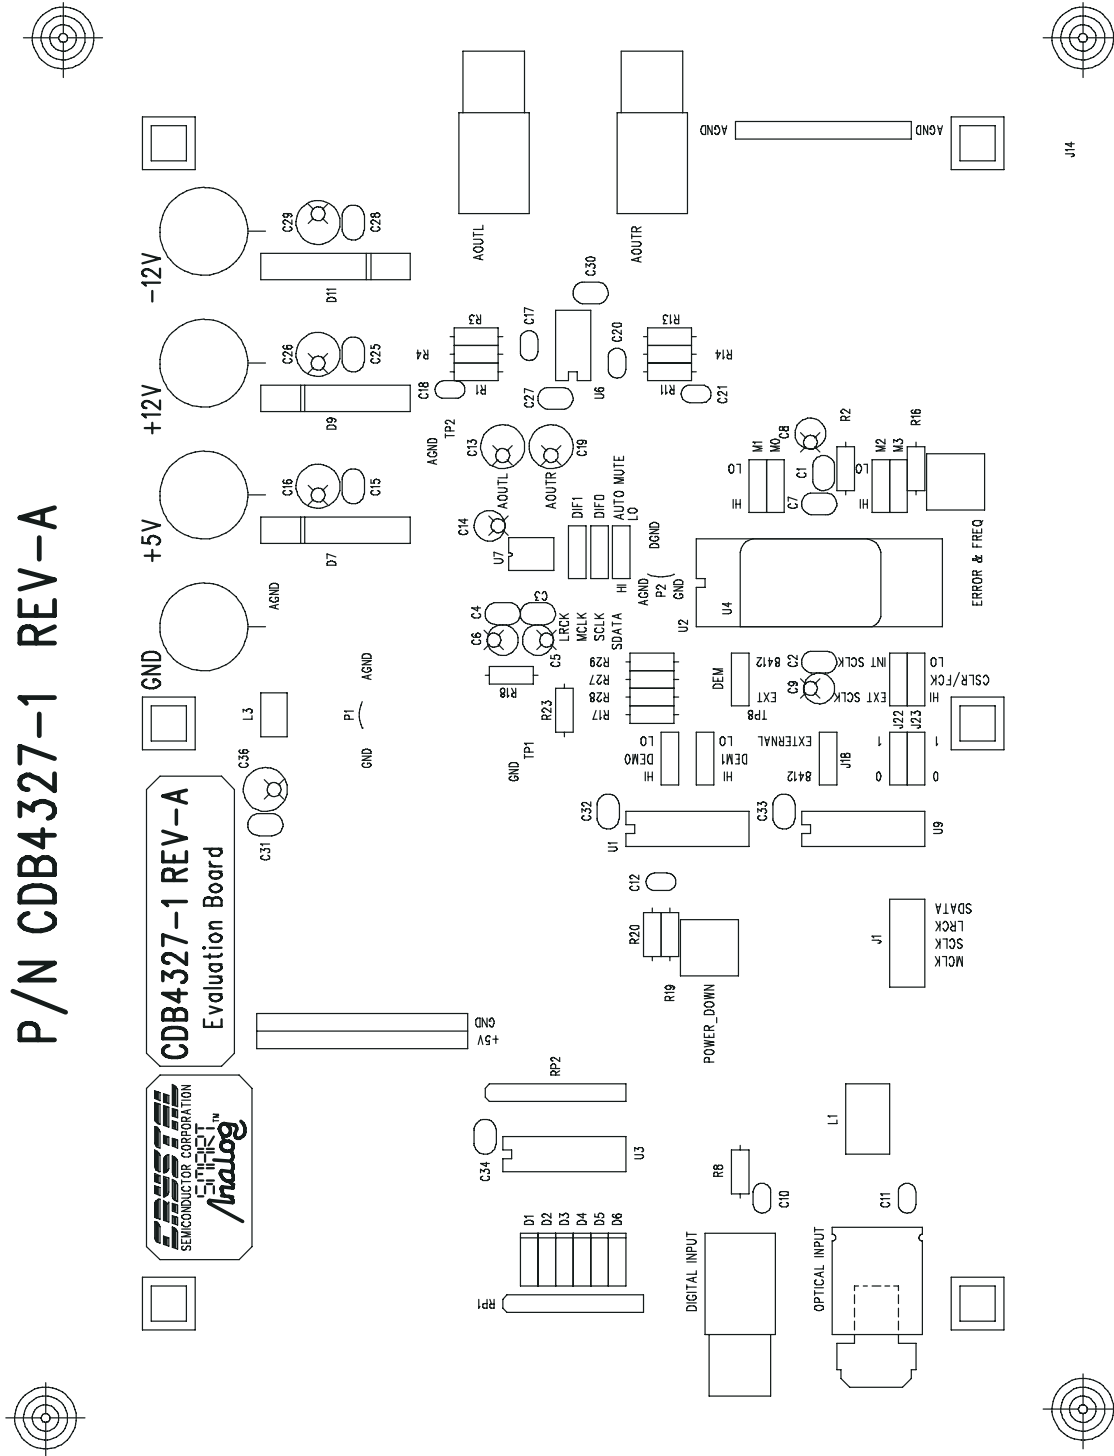 P/N CDB4327-1 REV-A
CDB4327-1 REV-A
Evaluation Board
CRYSTAL
SEMICONDUCTOR CORPORATION
SMART
Analog™
GND
+5V
+12V
-12V
AGND
L3
C36
C31
P1
GND
AGND
D7
C16
C15
D9
C26
C25
D11
C29
C28
+5V
GND
AOUTL
AOUTR
AGND
AGND
J14
C30
R3
R4
R1
C18
C17
U6
C20
C27
R13
R14
R11
C21
AGND
TP2
C13
C19
AOUTL
AOUTR
C14
U7
DIF1
DIF0
AUTO MUTE
LO
HI
DGND
AGND
P2
GND
C8
M1
M0
LO
HI
C1
C7
R2
M2
M3
LO
HI
R16
ERROR & FREQ
U2
U4
C4
C3
C6
C5
LRCK
MCLK
SCLK
SDATA
R18
R23
GND
TP1
R29
R27
R28
R17
DEM
8412
EXT
TP8
C2
C9
INT SCLK
EXT SCLK
LO
HI
CSLR/FCK
J22
J23
1
0
1
0
LO
DEM0
HI
LO
DEM1
HI
EXTERNAL
8412
J18
C32
C33
U1
U9
C12
R20
R19
POWER_DOWN
J1
SDATA
LRCK
SCLK
MCLK
RP2
C34
U3
D1
D2
D3
D4
D5
D6
RP1
R8
C10
L1
C11
DIGITAL INPUT
OPTICAL INPUT